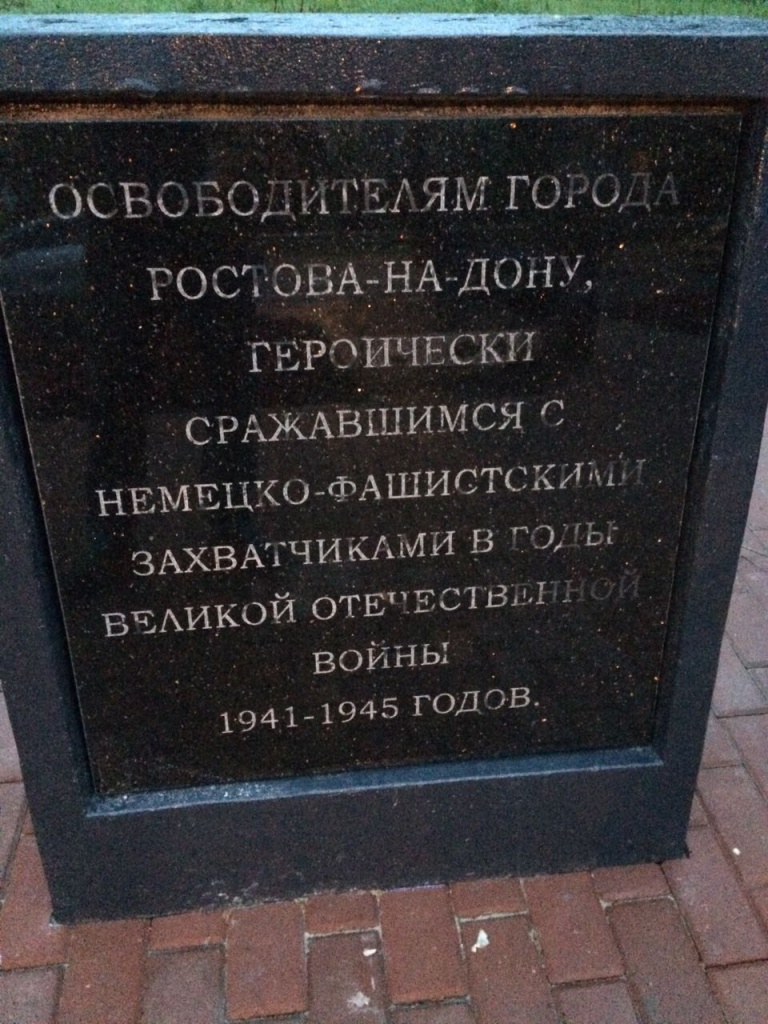 ОСВОБОДИТЕЛЯМ ГОРОДА
РОСТОВА-НА-ДОНУ,
ГЕРОИЧЕСКИ
СРАЖАВШИМСЯ С
НЕМЕЦКО-ФАШИСТСКИМИ
ЗАХВАТЧИКАМИ В ГОДЫ
ВЕЛИКОЙ ОТЕЧЕСТВЕННОЙ
ВОЙНЫ
1941-1945 ГОДОВ.